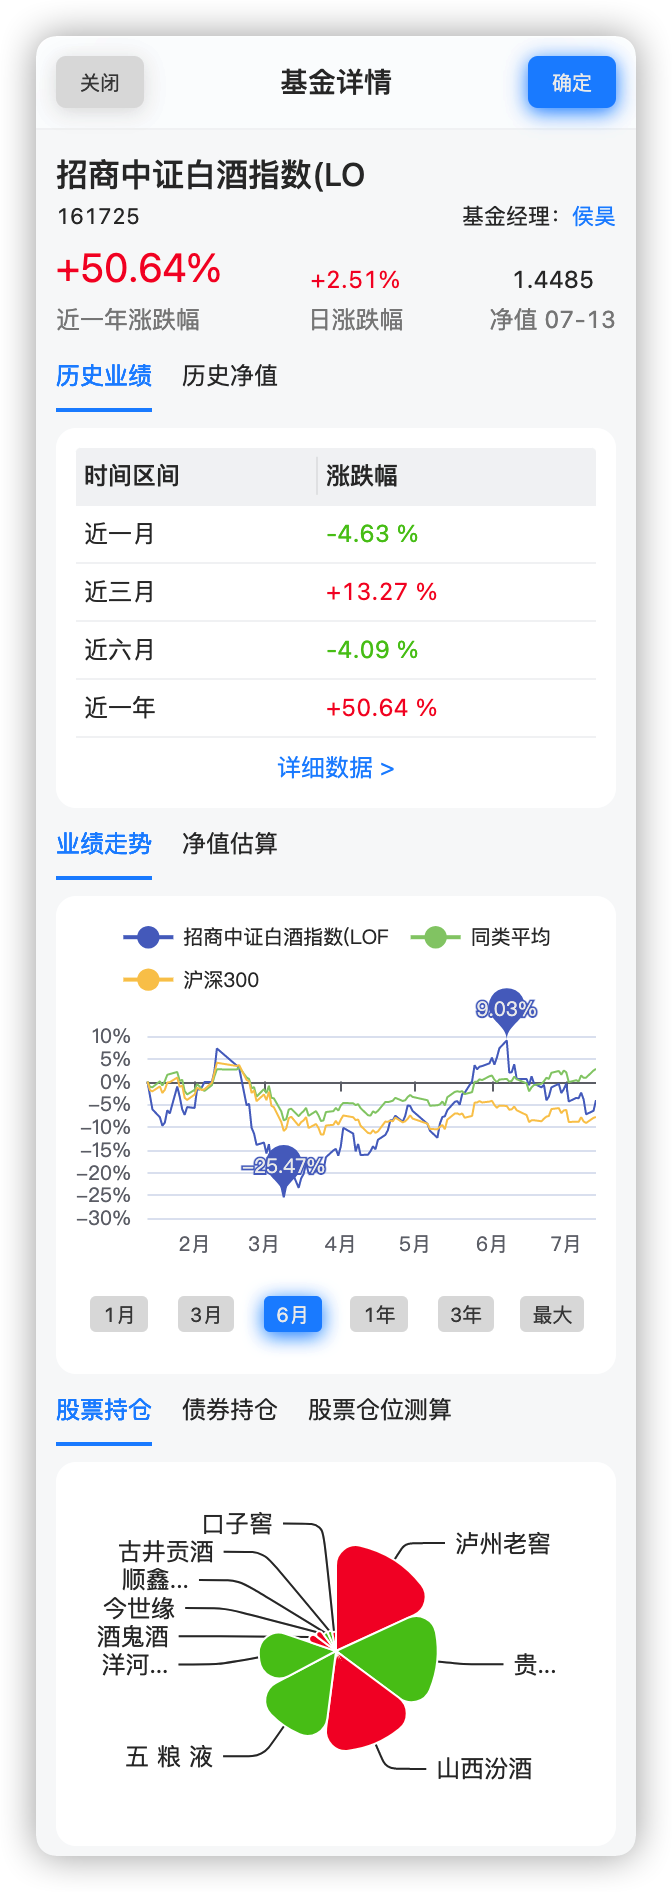 关闭
基金详情
确定
招商中证白酒指数(LO
161725
基金经理：侯昊
+50.64%
+2.51%
1.4485
近一年涨跌幅
日涨跌幅
净值 07-13
历史业绩
历史净值
时间区间
涨跌幅
近一月
-4.63 %
近三月
+13.27 %
近六月
-4.09 %
近一年
+50.64 %
详细数据 >
业绩走势
净值估算
招商中证白酒指数(LOF
同类平均
沪深300
9.03%
10%
5%
0%
−5%
−10%
−15%
−20%
−25%
−30%
−25.47%
2月
3月
4月
5月
6月
7月
1月
3月
6月
1年
3年
最大
股票持仓
债券持仓
股票仓位测算
口子窖
泸州老窖
古井贡酒
顺鑫...
今世缘
酒鬼酒
洋河...
贵...
五 粮 液
山西汾酒